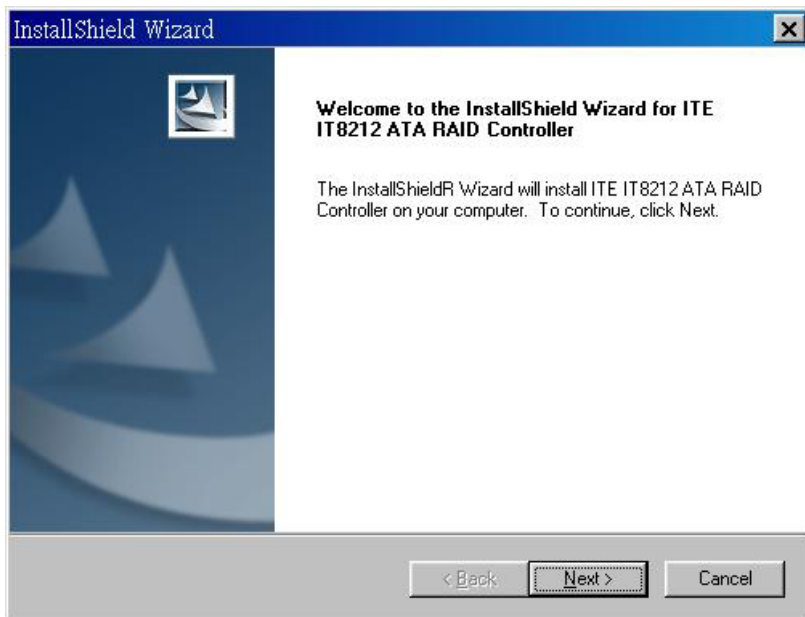 InstallShield Wizard
Welcome to the InstallShield Wizard for ITE
IT8212 ATA RAID Controller
The InstallShieldR Wizard will install ITE IT8212 ATA RAID
Controller on your computer. To continue, click Next.
< Back
Next >
Cancel